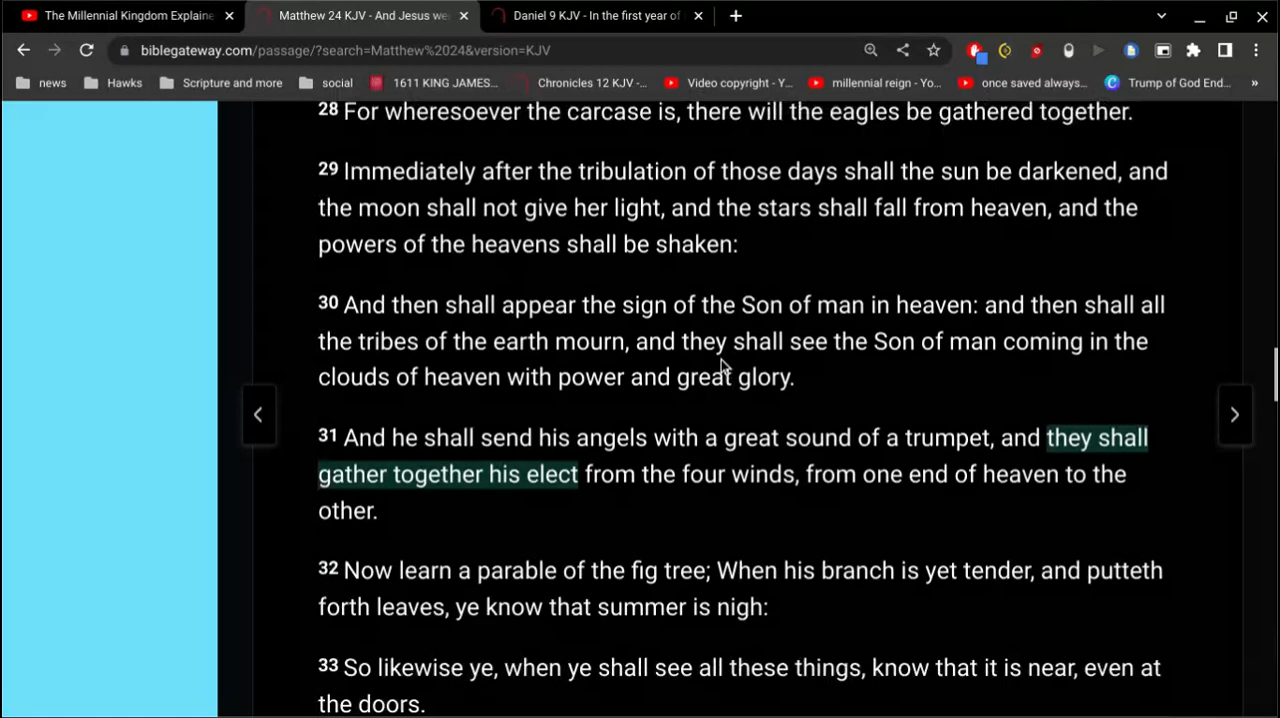 The Millennial Kingdom Explaine
Matthew 24 KJV - And Jesus we
Daniel 9 KJV - In the first year of
biblegateway.com/passage/?search=Matthew%2024&version=KJV
news
Hawks
Scripture and more
social
1611 KING JAMES...
Chronicles 12 KJV -...
Video copyright - Y...
millennial reign - Yo...
once saved always...
Trump of God End...
»
28 For wheresoever the carcase is, there will the eagles be gathered together.
29 Immediately after the tribulation of those days shall the sun be darkened, and
the moon shall not give her light, and the stars shall fall from heaven, and the
powers of the heavens shall be shaken:
30 And then shall appear the sign of the Son of man in heaven: and then shall all
the tribes of the earth mourn, and they shall see the Son of man coming in the
clouds of heaven with power and great glory.
31 And he shall send his angels with a great sound of a trumpet, and they shall
gather together his elect from the four winds, from one end of heaven to the
other.
32 Now learn a parable of the fig tree; When his branch is yet tender, and putteth
forth leaves, ye know that summer is nigh:
33 So likewise ye, when ye shall see all these things, know that it is near, even at
the doors.